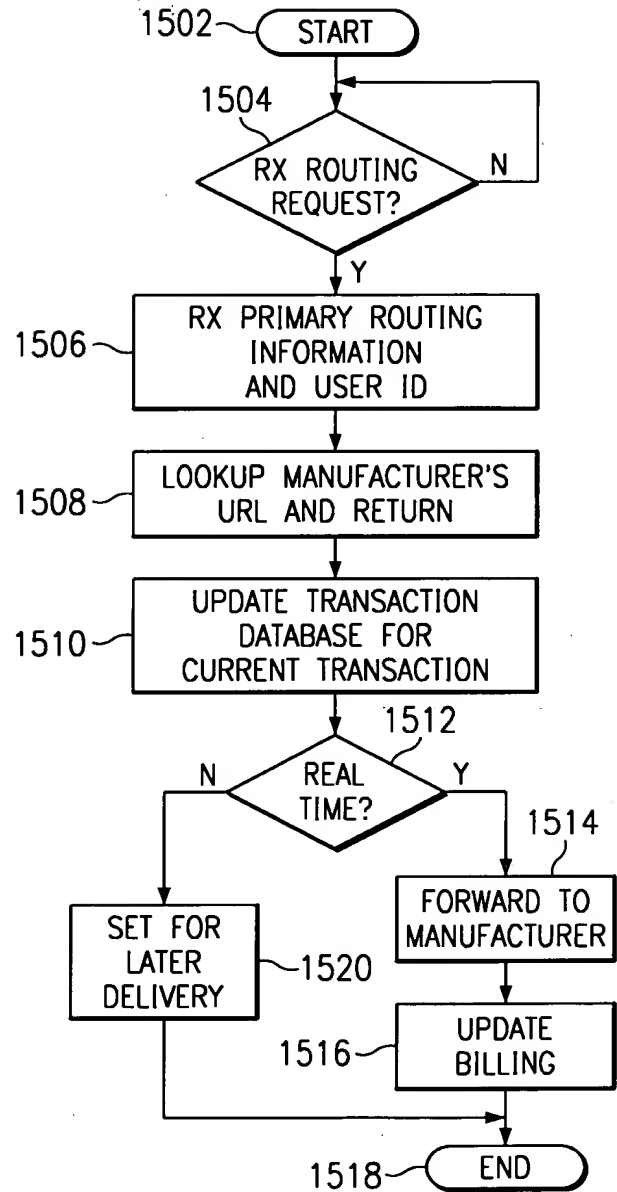 1502
START
1504
RX ROUTING
REQUEST?
N
Y
1506
RX PRIMARY ROUTING
INFORMATION
AND USER ID
1508
LOOKUP MANUFACTURER'S
URL AND RETURN
1510
UPDATE TRANSACTION
DATABASE FOR
CURRENT TRANSACTION
1512
N
REAL
TIME?
Y
1514
FORWARD TO
MANUFACTURER
SET FOR
LATER
DELIVERY
1520
1516
UPDATE
BILLING
1518
END